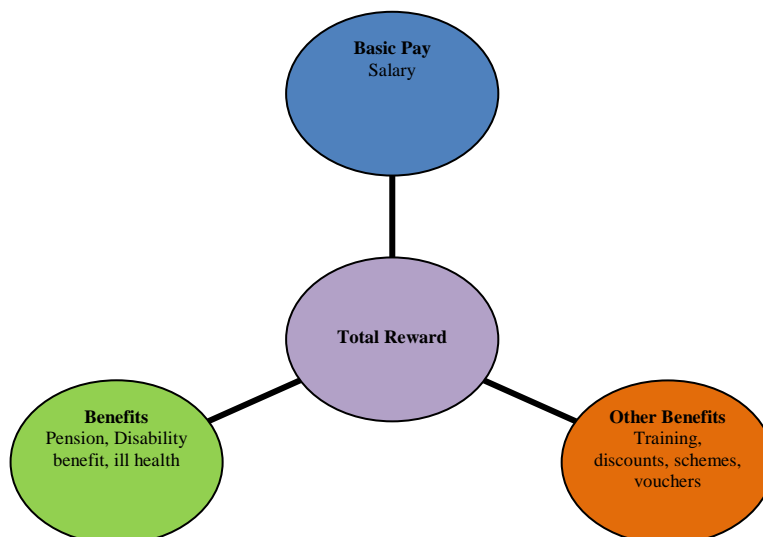 Basic Pay
Salary
Total Reward
Benefits
Pension, Disability
benefit, ill health
Other Benefits
Training,
discounts, schemes,
vouchers